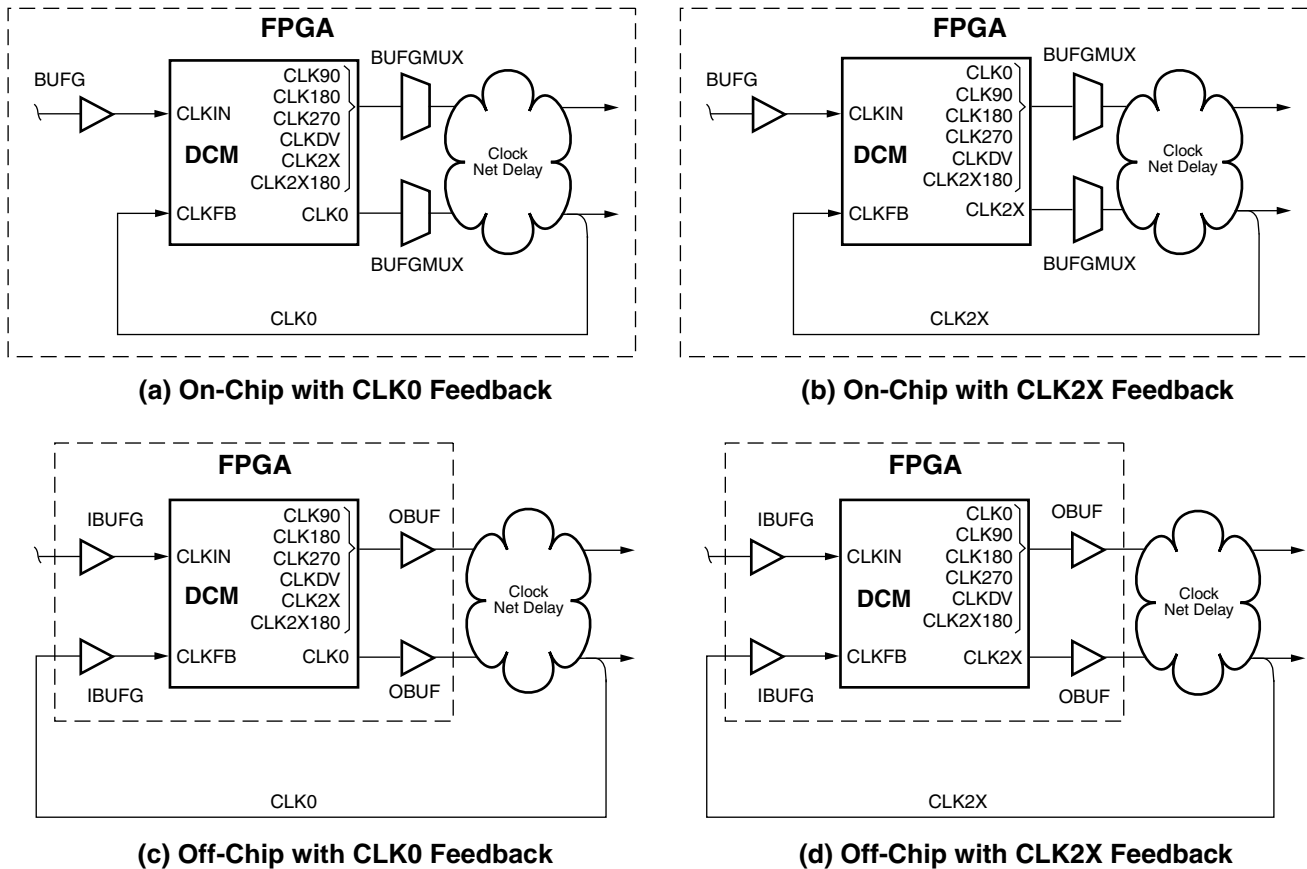 FPGA
BUFG
CLKIN
DCM
CLKFB
CLK90
CLK180
CLK270
CLKDV
CLK2X
CLK2X180
CLK0
BUFGMUX
BUFGMUX
Clock
Net Delay
CLK0
(a) On-Chip with CLK0 Feedback
FPGA
BUFG
CLKIN
DCM
CLKFB
CLK0
CLK90
CLK180
CLK270
CLKDV
CLK2X180
CLK2X
BUFGMUX
BUFGMUX
Clock
Net Delay
CLK2X
(b) On-Chip with CLK2X Feedback
FPGA
IBUFG
IBUFG
CLKIN
DCM
CLKFB
CLK90
CLK180
CLK270
CLKDV
CLK2X
CLK2X180
CLK0
OBUF
OBUF
Clock
Net Delay
CLK0
(c) Off-Chip with CLK0 Feedback
FPGA
IBUFG
IBUFG
CLKIN
DCM
CLKFB
CLK0
CLK90
CLK180
CLK270
CLKDV
CLK2X180
CLK2X
OBUF
OBUF
Clock
Net Delay
CLK2X
(d) Off-Chip with CLK2X Feedback